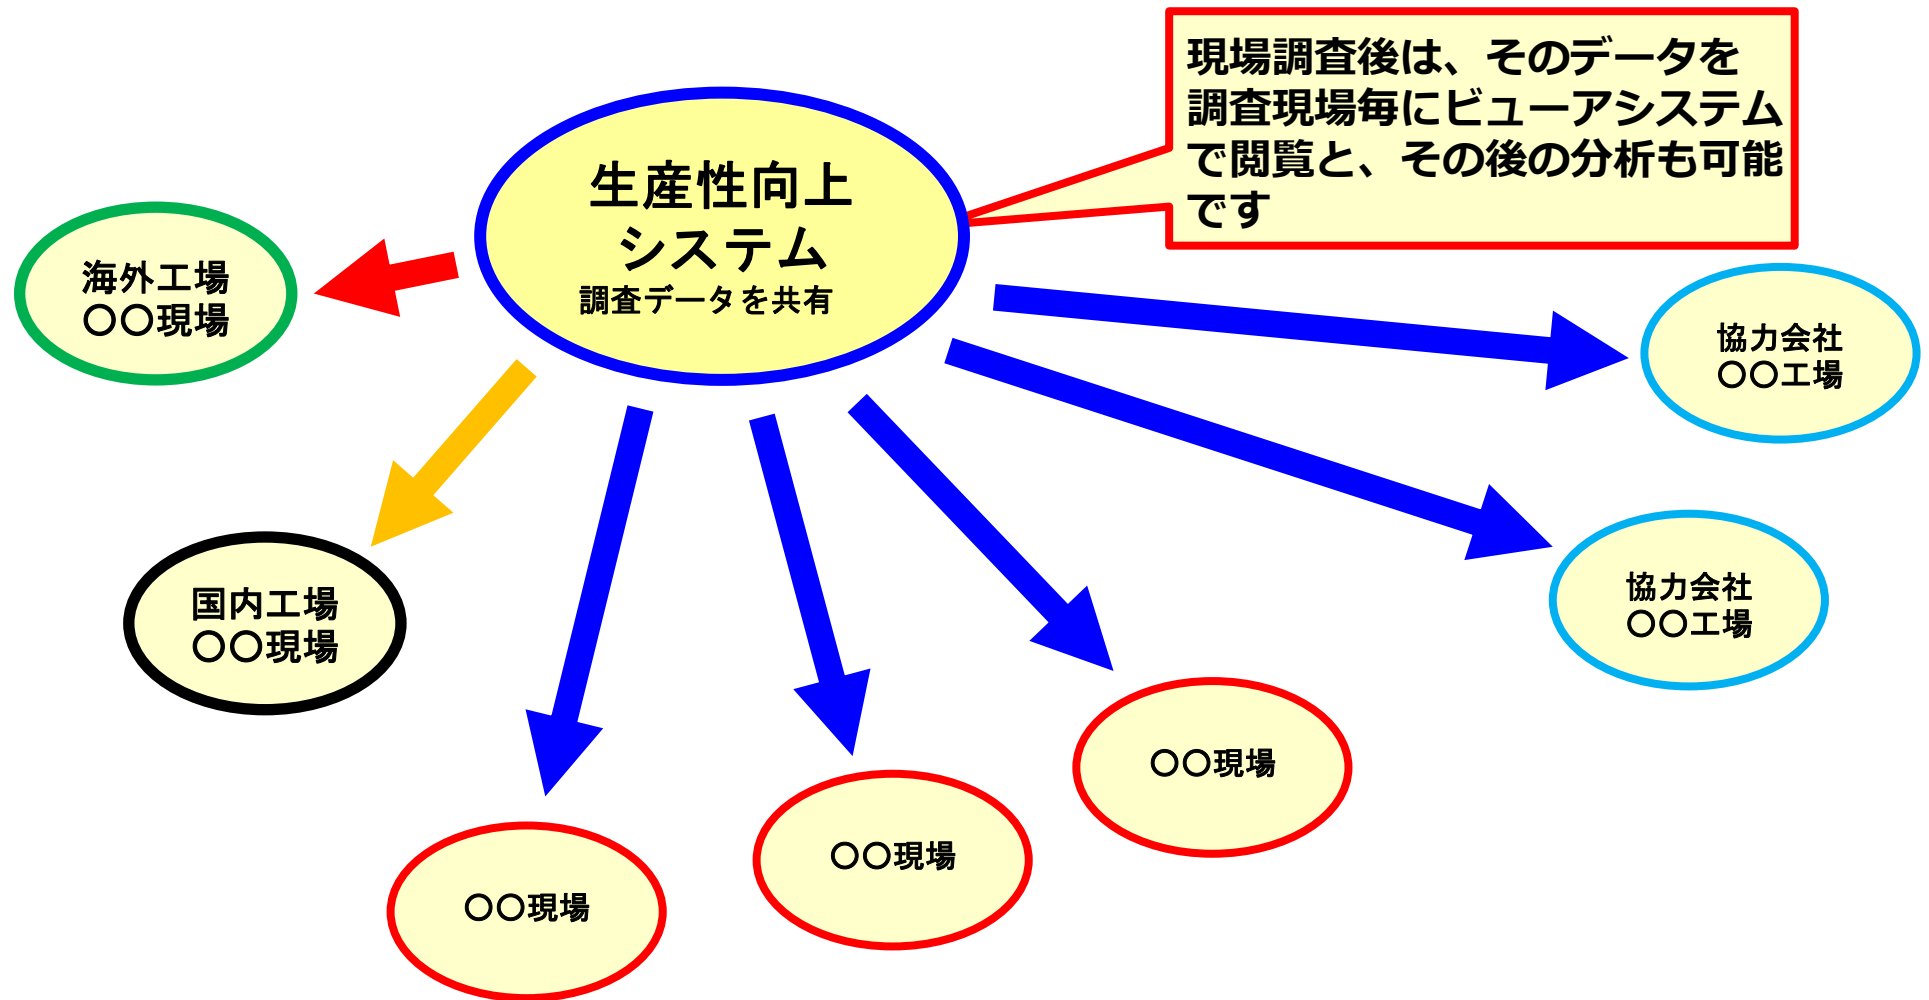 現場調査後は、そのデータを
調査現場毎にビューアシステム
で閲覧と、その後の分析も可能
です
生産性向上
システム
調査データを共有
海外工場
〇〇現場
協力会社
〇〇工場
国内工場
〇〇現場
協力会社
〇〇工場
〇〇現場
〇〇現場
〇〇現場